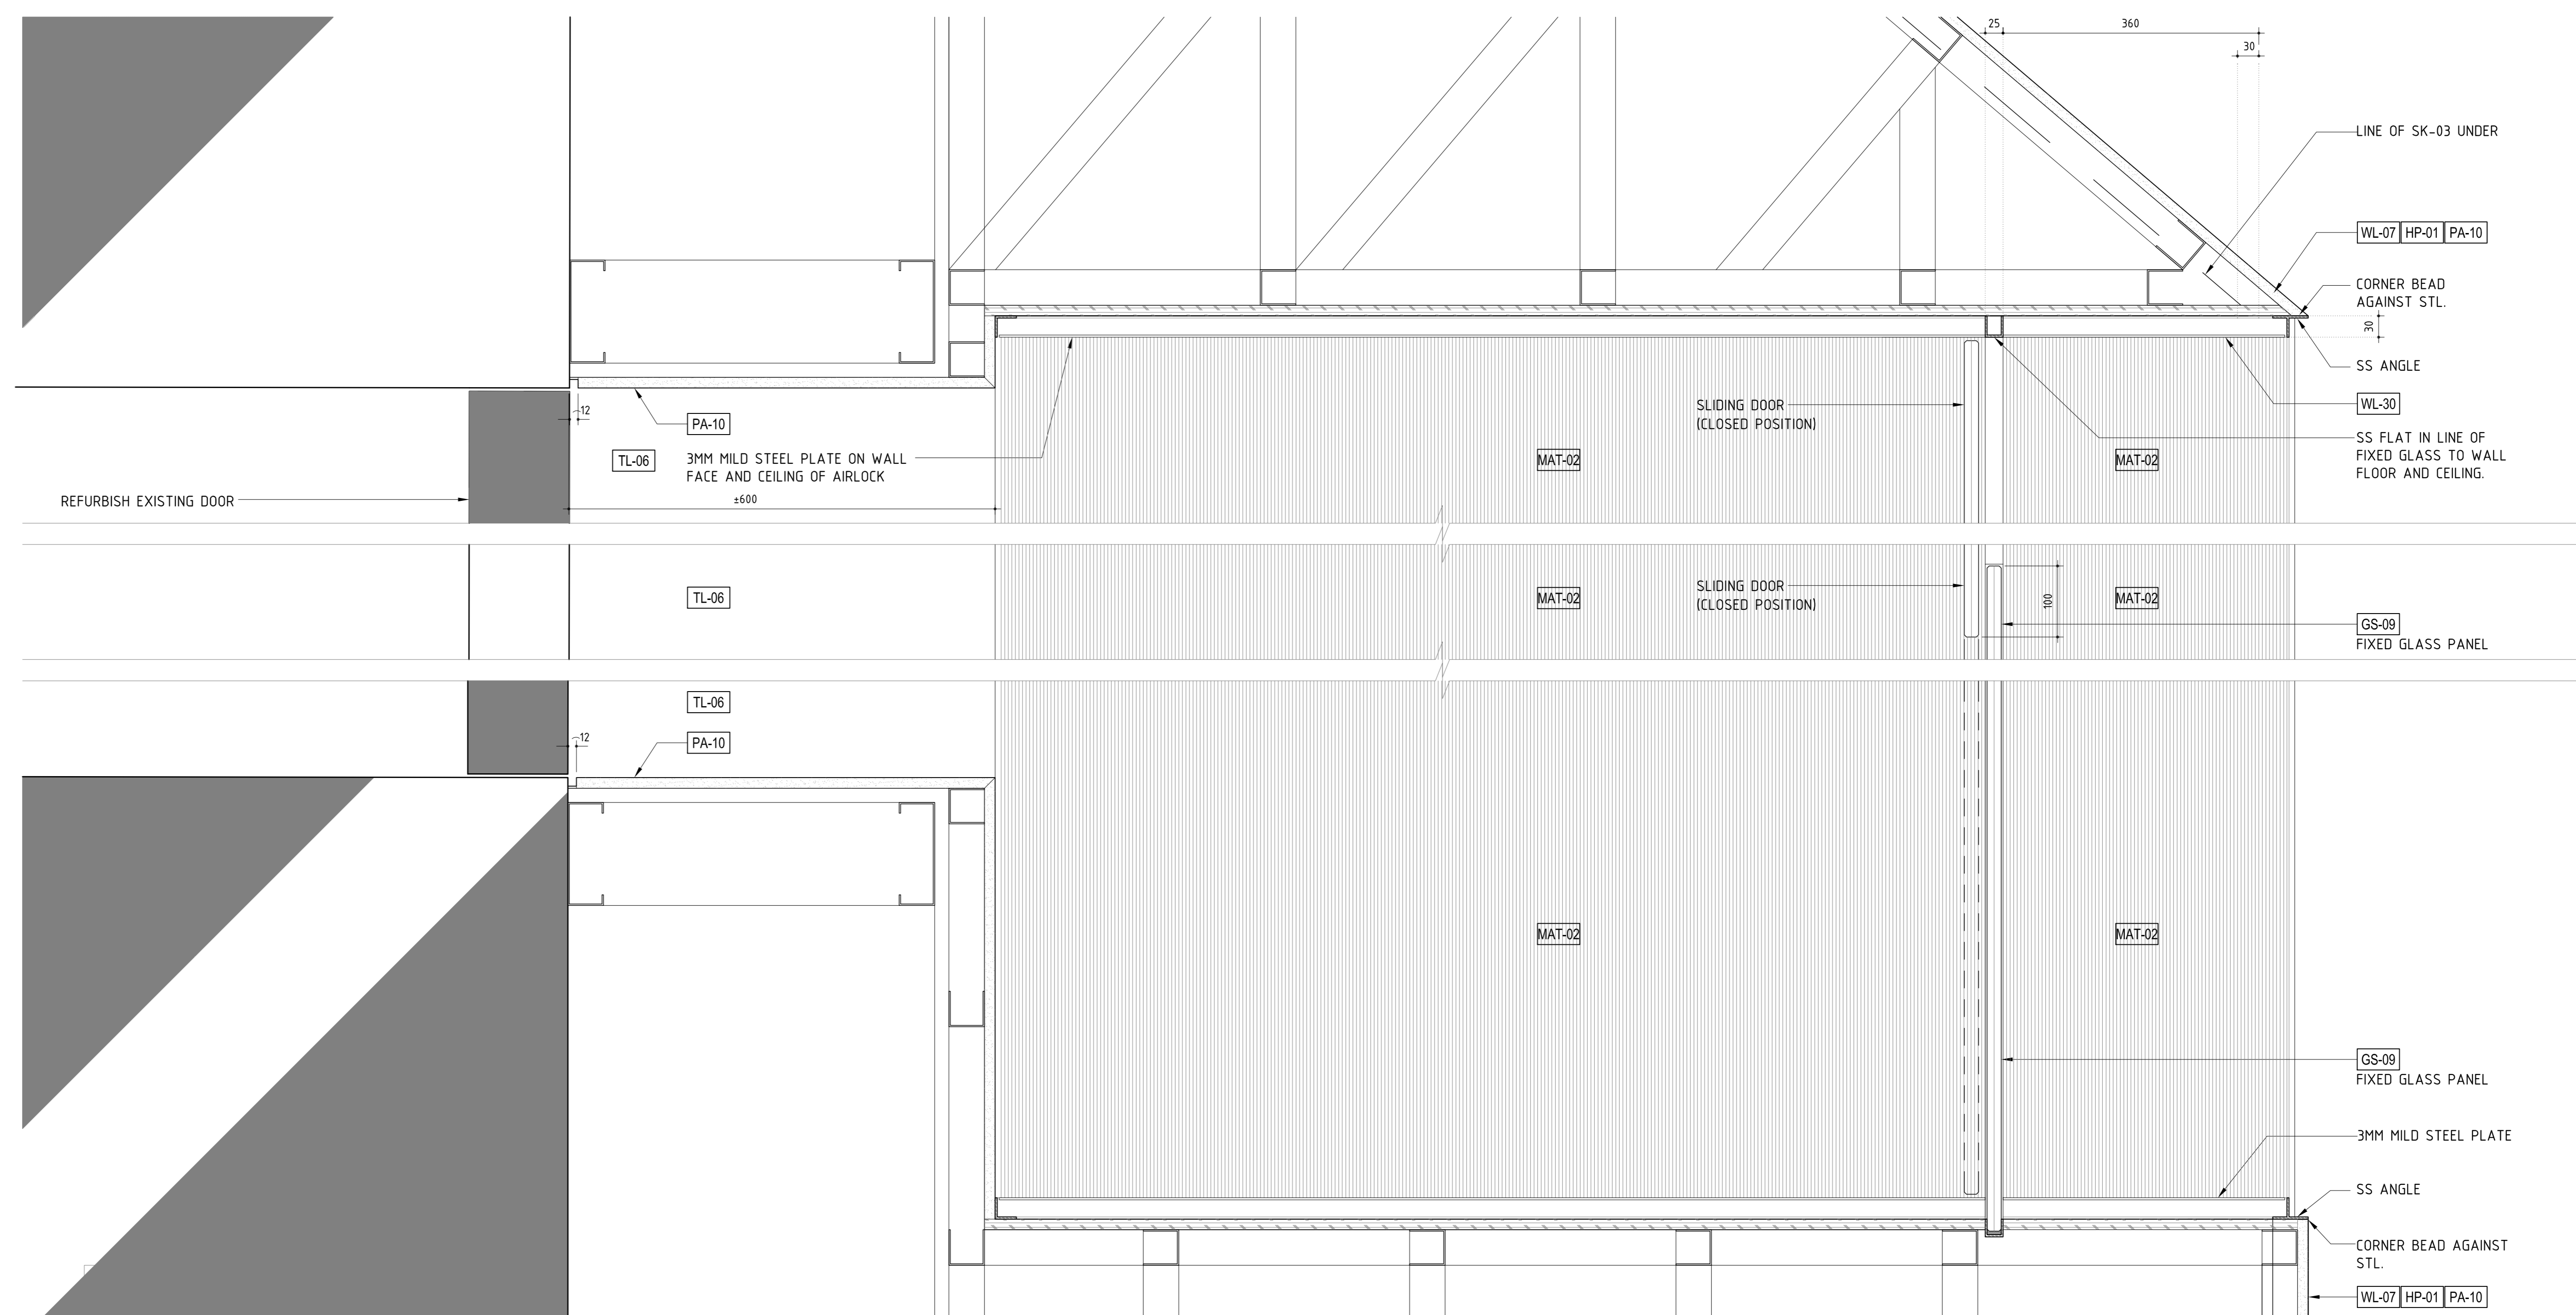 25
360
30
LINE OF SK-03 UNDER
WL-07 HP-01 PA-10
CORNER BEAD
AGAINST STL.
30
SS ANGLE
WL-30
SLIDING DOOR
(CLOSED POSITION)
12
PA-10
SS FLAT IN LINE OF
FIXED GLASS TO WALL
FLOOR AND CEILING.
TL-06
3MM MILD STEEL PLATE ON WALL
FACE AND CEILING OF AIRLOCK
MAT-02
MAT-02
REFURBISH EXISTING DOOR
±600
TL-06
MAT-02
SLIDING DOOR
(CLOSED POSITION)
100
MAT-02
GS-09
FIXED GLASS PANEL
TL-06
12
PA-10
MAT-02
MAT-02
GS-09
FIXED GLASS PANEL
3MM MILD STEEL PLATE
SS ANGLE
CORNER BEAD AGAINST
STL.
WL-07 HP-01 PA-10